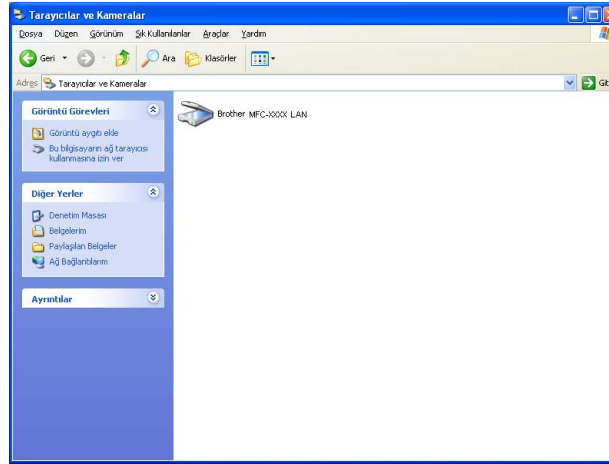 Tarayıcılar ve Kameralar
Dosya Düzen Görünüm Sık Kullanılanlar Araçlar Yardım
Geri Ara Klasörler
Adres Tarayıcılar ve Kameralar Git
Görüntü Görevleri
Görüntü aygıtı ekle
Bu bilgisayarın ağ tarayıcısı
kullanmasına izin ver
Diğer Yerler
Denetim Masası
Belgelerim
Paylaşılan Belgeler
Ağ Bağlantılarım
Ayrıntılar
Brother MFC-XXXX LAN